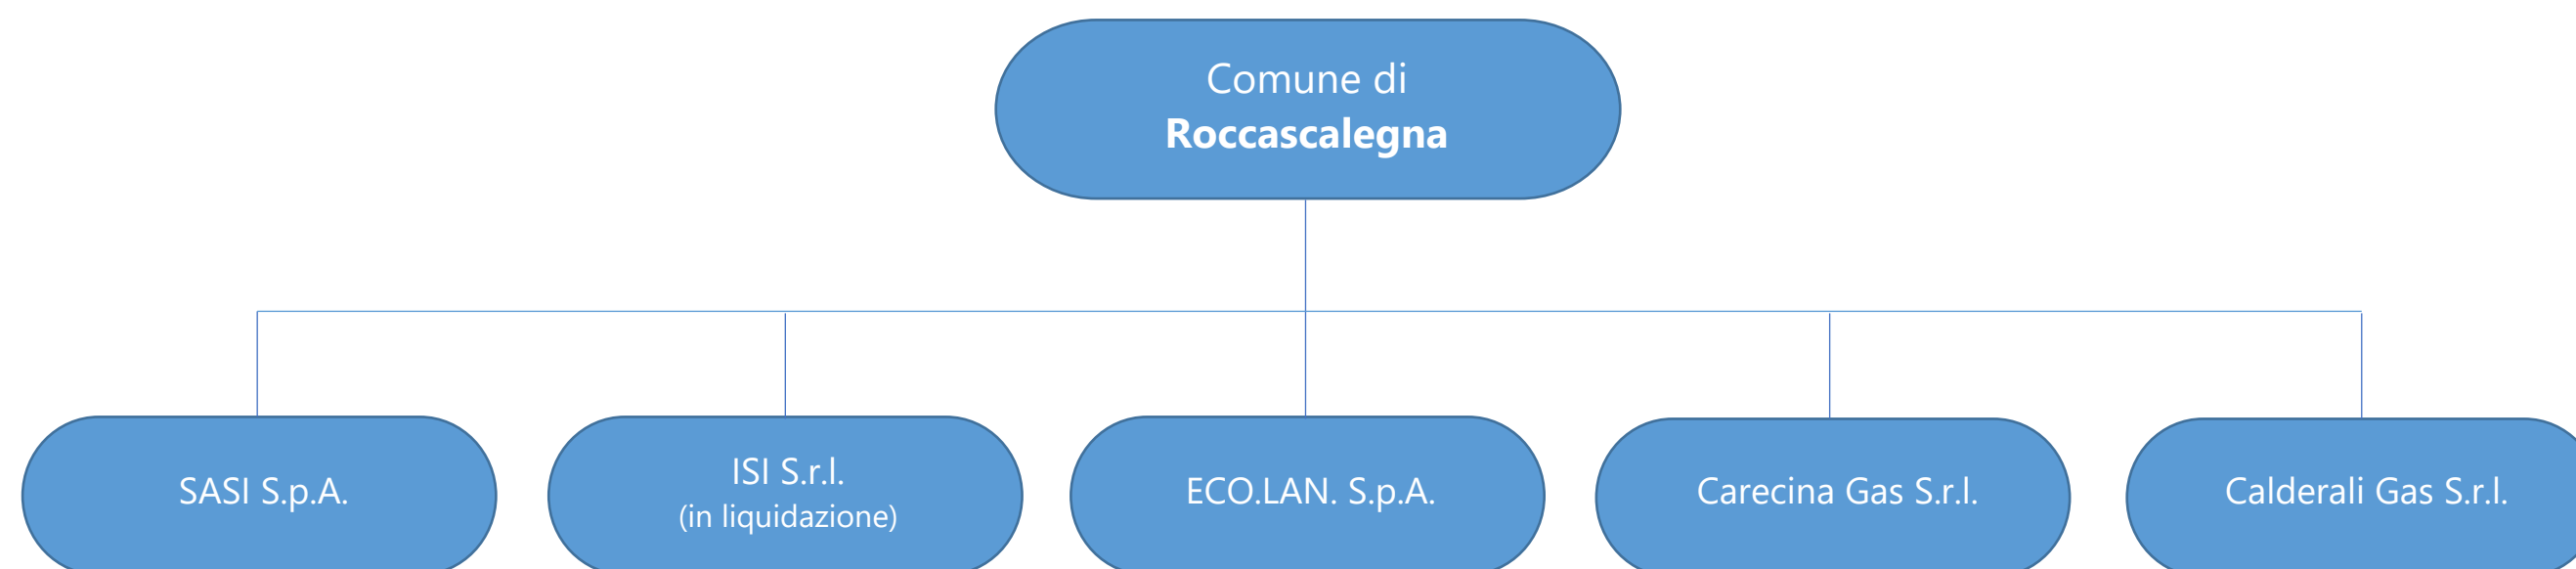 Comune di
Roccascalegna
SASI S.p.A.
ISI S.r.l.
(in liquidazione)
ECO.LAN. S.p.A.
Carecina Gas S.r.l.
Calderali Gas S.r.l.